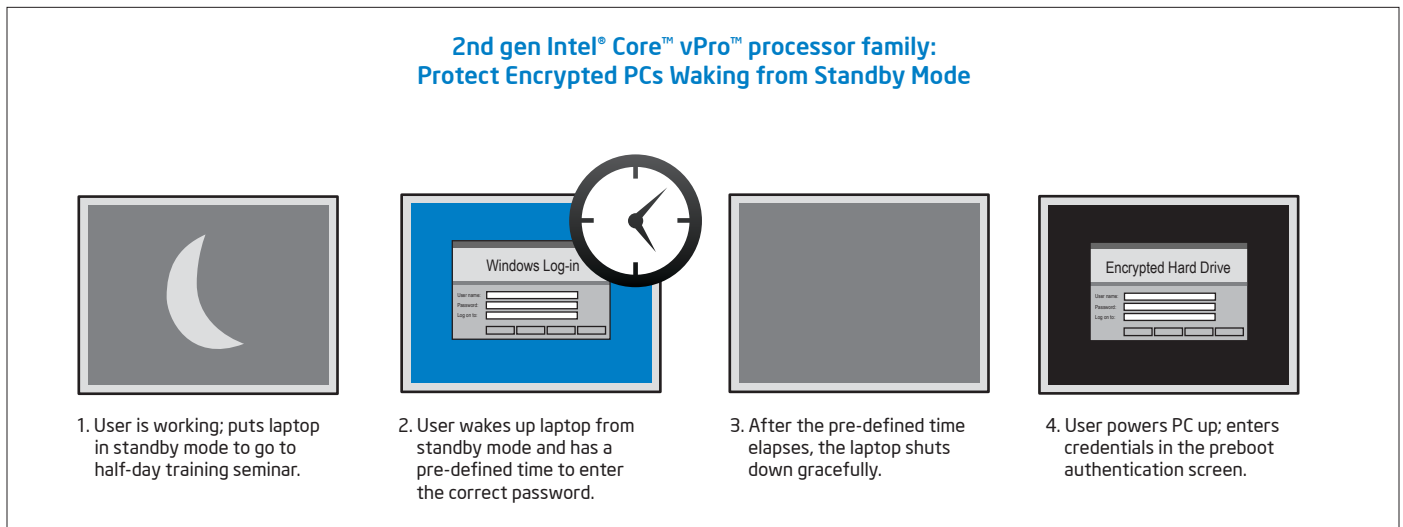 2nd gen Intel® Core™ vPro™ processor family:
Protect Encrypted PCs Waking from Standby Mode
Windows Log-in
User name:
Password:
Log on to:
Encrypted Hard Drive
User name:
Password:
Log on to:
1. User is working; puts laptop
in standby mode to go to
half-day training seminar.
2. User wakes up laptop from
standby mode and has a
pre-defined time to enter
the correct password.
3. After the pre-defined time
elapses, the laptop shuts
down gracefully.
4. User powers PC up; enters
credentials in the preboot
authentication screen.